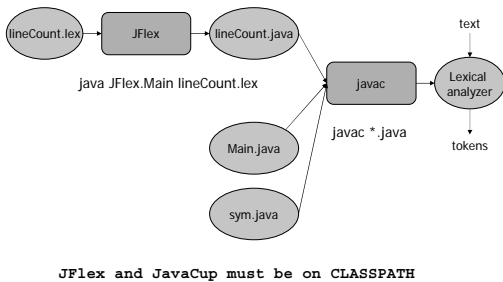 lineCount.lex
JFlex
lineCount.java
text
java JFlex.Main lineCount.lex
javac
Lexical
analyzer
Main.java
javac *.java
tokens
sym.java
JFlex and JavaCup must be on CLASSPATH